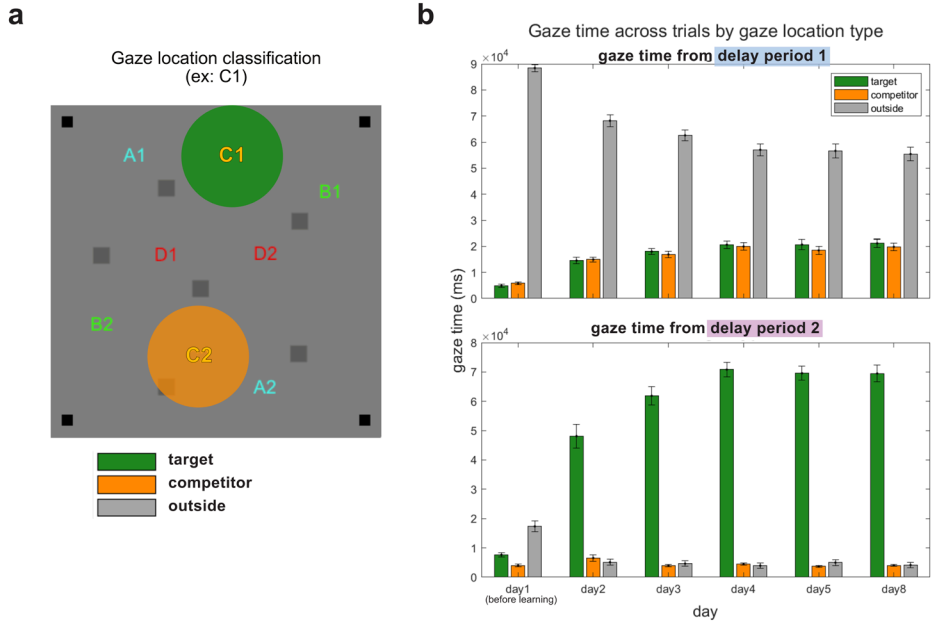 a
Gaze location classification
(ex: C1)
A1
C1
B1
D1
D2
B2
C2
A2
target
competitor
outside
b
Gaze time across trials by gaze location type
gaze time from delay period 1
×10⁴
9
8
7
6
5
4
3
2
1
0
target
competitor
outside
gaze time (ms)
gaze time from delay period 2
×10⁴
8
7
6
5
4
3
2
1
0
day1 day2 day3 day4 day5 day8
(before learning)
day